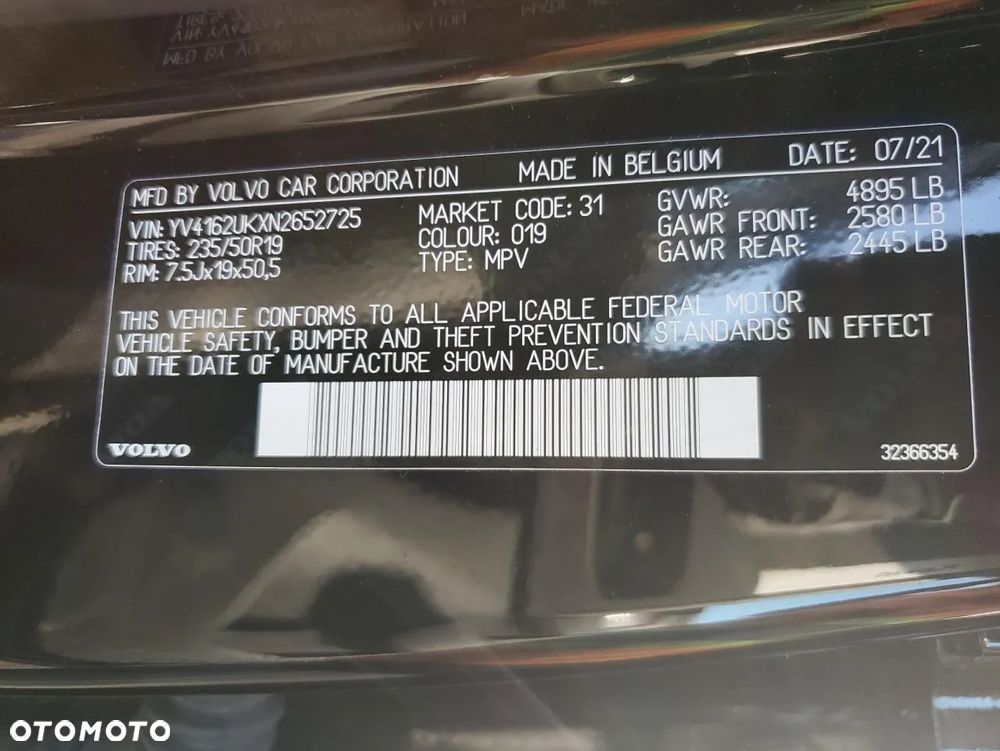 MFD BY VOLVO CAR CORPORATION MADE IN BELGIUM DATE: 07/21
VIN: YV4162UKXN2652725 MARKET CODE: 31 GVWR: 4895 LB
TIRES: 235/50R19 COLOUR: 019 GAWR FRONT: 2580 LB
RIM: 7.5Jx19x50,5 TYPE: MPV GAWR REAR: 2445 LB
THIS VEHICLE CONFORMS TO ALL APPLICABLE FEDERAL MOTOR
VEHICLE SAFETY, BUMPER AND THEFT PREVENTION STANDARDS IN EFFECT
ON THE DATE OF MANUFACTURE SHOWN ABOVE.
VOLVO 32366354
OTOMOTO